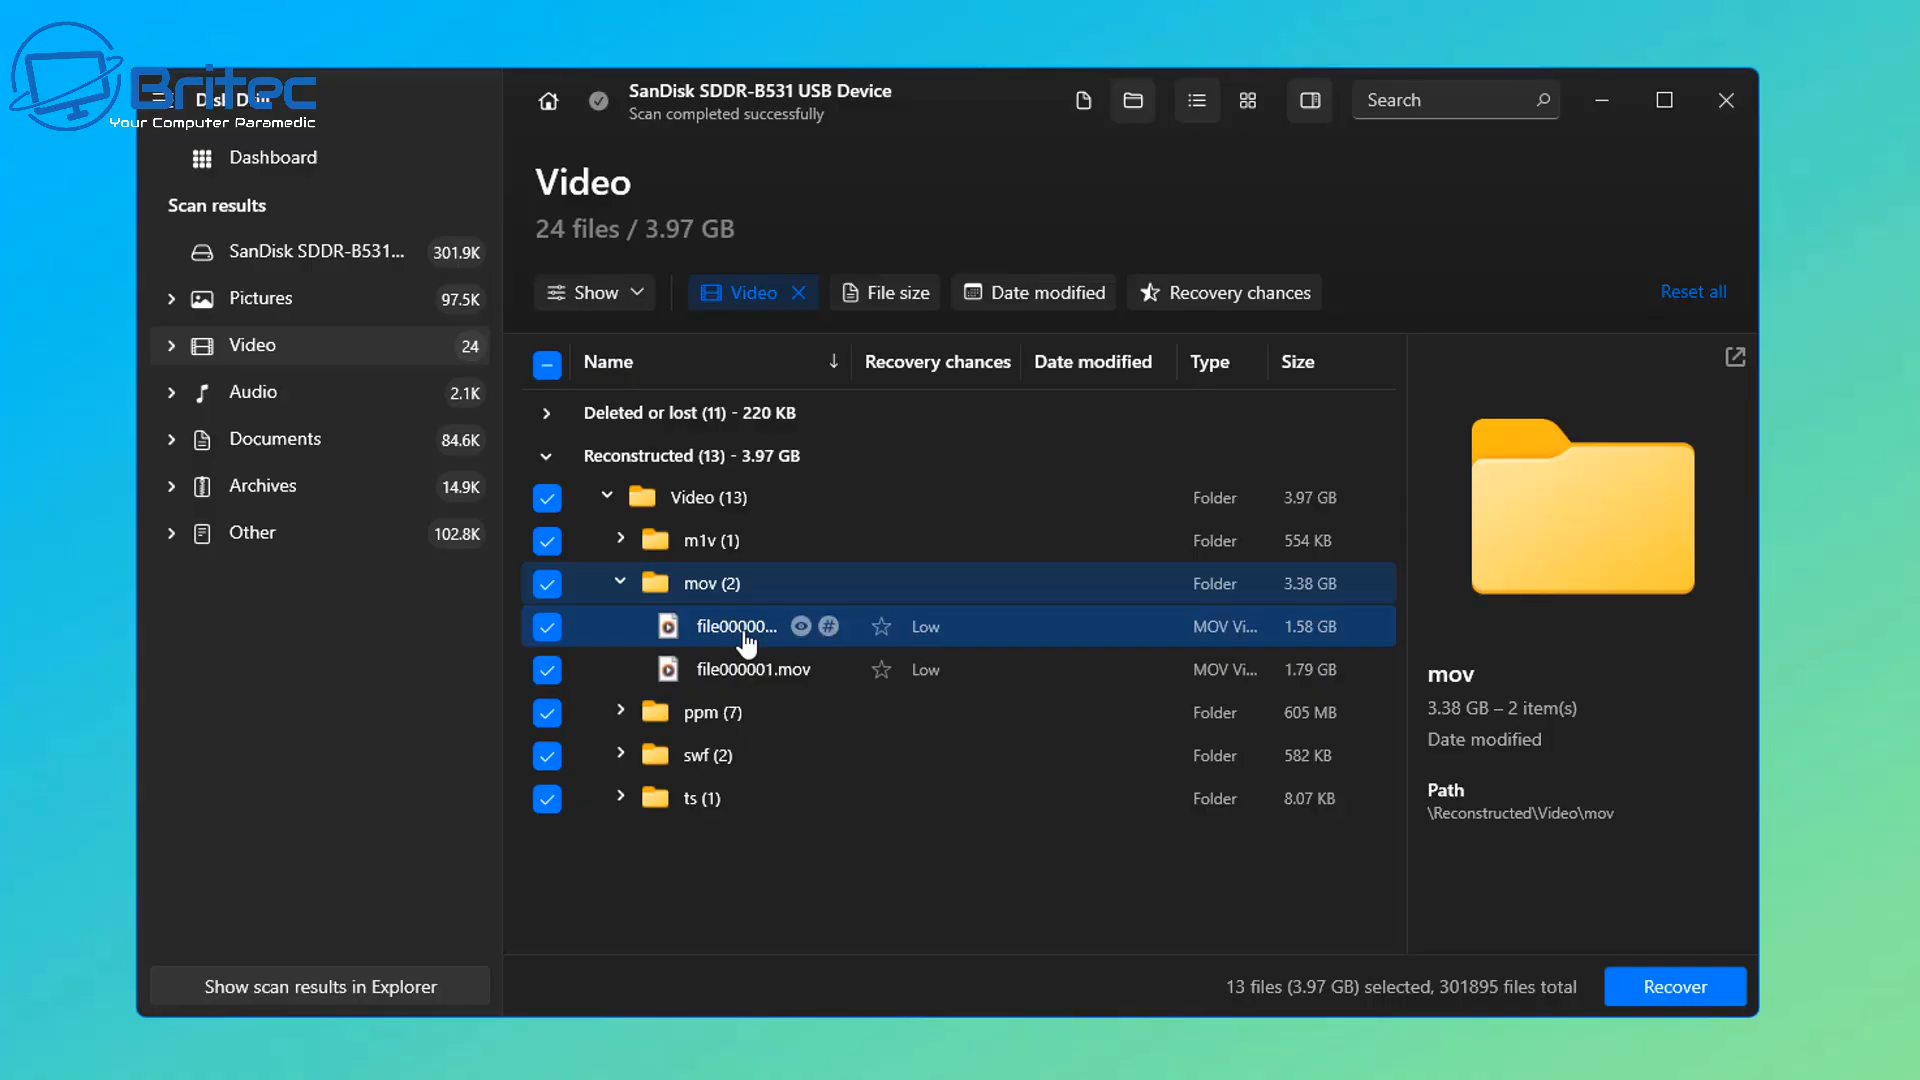 Britec
Your Computer Paramedic
Disk Drill
Dashboard
Scan results
SanDisk SDDR-B531... 301.9K
Pictures 97.5K
Video 24
Audio 2.1K
Documents 84.6K
Archives 14.9K
Other 102.8K
Show scan results in Explorer
SanDisk SDDR-B531 USB Device
Scan completed successfully
Search
Video
24 files / 3.97 GB
Show Video File size Date modified Recovery chances Reset all
Name Recovery chances Date modified Type Size
Deleted or lost (11) - 220 KB
Reconstructed (13) - 3.97 GB
Video (13) Folder 3.97 GB
m1v (1) Folder 554 KB
mov (2) Folder 3.38 GB
file00000... # Low MOV Vi... 1.58 GB
file000001.mov Low MOV Vi... 1.79 GB
ppm (7) Folder 605 MB
swf (2) Folder 582 KB
ts (1) Folder 8.07 KB
mov
3.38 GB – 2 item(s)
Date modified
Path
\Reconstructed\Video\mov
13 files (3.97 GB) selected, 301895 files total
Recover